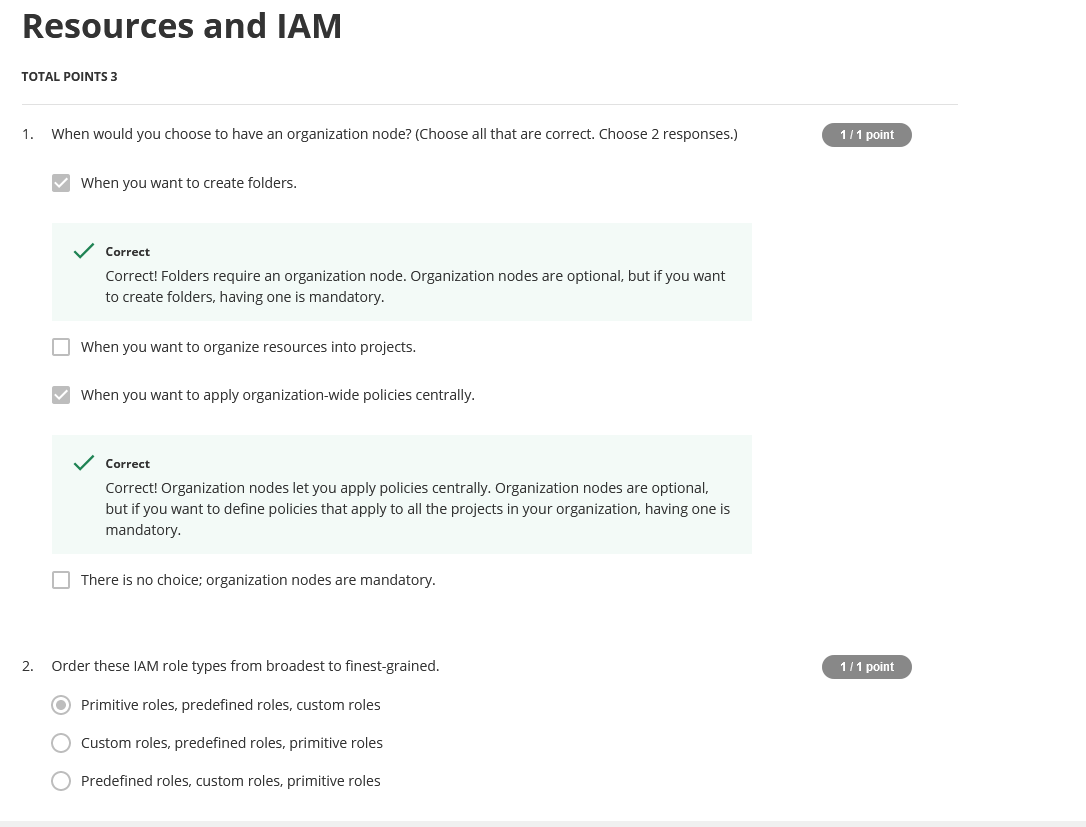 Resources and IAM
TOTAL POINTS 3
1. When would you choose to have an organization node? (Choose all that are correct. Choose 2 responses.)
1 / 1 point
When you want to create folders.
Correct
Correct! Folders require an organization node. Organization nodes are optional, but if you want
to create folders, having one is mandatory.
When you want to organize resources into projects.
When you want to apply organization-wide policies centrally.
Correct
Correct! Organization nodes let you apply policies centrally. Organization nodes are optional,
but if you want to define policies that apply to all the projects in your organization, having one is
mandatory.
There is no choice; organization nodes are mandatory.
2. Order these IAM role types from broadest to finest-grained.
1 / 1 point
Primitive roles, predefined roles, custom roles
Custom roles, predefined roles, primitive roles
Predefined roles, custom roles, primitive roles